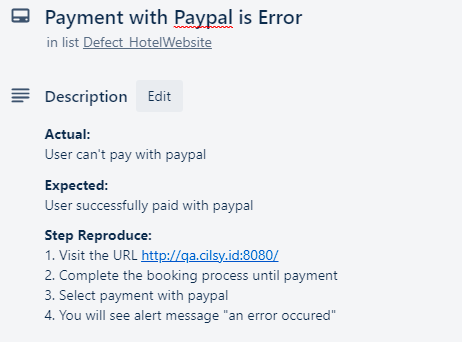 Payment with Paypal is Error
in list Defect_HotelWebsite
Description Edit
Actual:
User can't pay with paypal
Expected:
User successfully paid with paypal
Step Reproduce:
1. Visit the URL http://qa.cilsy.id:8080/
2. Complete the booking process until payment
3. Select payment with paypal
4. You will see alert message "an error occured"